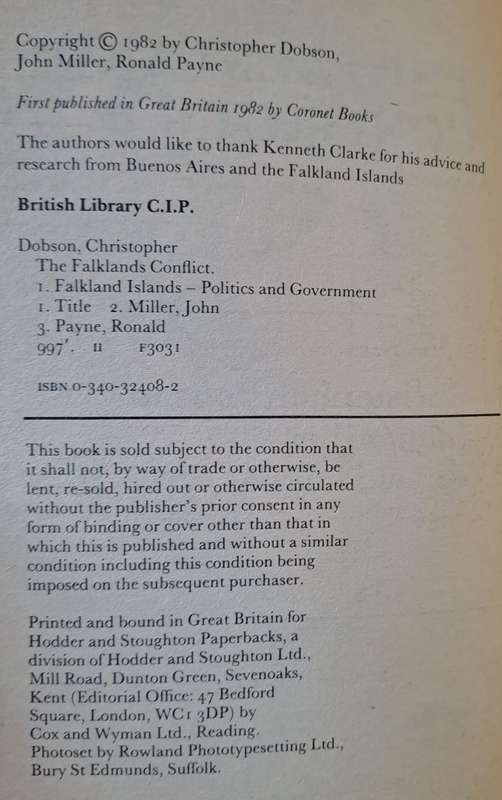 Copyright © 1982 by Christopher Dobson,
John Miller, Ronald Payne
First published in Great Britain 1982 by Coronet Books
The authors would like to thank Kenneth Clarke for his advice and
research from Buenos Aires and the Falkland Islands
British Library C.I.P.
Dobson, Christopher
The Falklands Conflict.
1. Falkland Islands – Politics and Government
1. Title 2. Miller, John
3. Payne, Ronald
997'. 11 F3031
ISBN 0-340-32408-2
This book is sold subject to the condition that
it shall not, by way of trade or otherwise, be
lent, re-sold, hired out or otherwise circulated
without the publisher's prior consent in any
form of binding or cover other than that in
which this is published and without a similar
condition including this condition being
imposed on the subsequent purchaser.
Printed and bound in Great Britain for
Hodder and Stoughton Paperbacks, a
division of Hodder and Stoughton Ltd.,
Mill Road, Dunton Green, Sevenoaks,
Kent (Editorial Office: 47 Bedford
Square, London, WC1 3DP) by
Cox and Wyman Ltd., Reading.
Photoset by Rowland Phototypesetting Ltd.,
Bury St Edmunds, Suffolk.